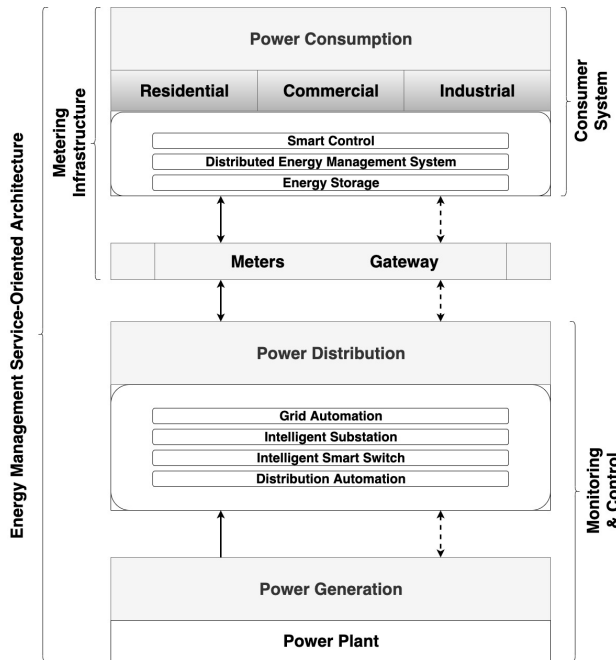 Energy Management Service-Oriented Architecture
Metering
Infrastructure
Power Consumption
Residential
Commercial
Industrial
Smart Control
Distributed Energy Management System
Energy Storage
Consumer
System
Meters
Gateway
Power Distribution
Grid Automation
Intelligent Substation
Intelligent Smart Switch
Distribution Automation
Monitoring
& Control
Power Generation
Power Plant